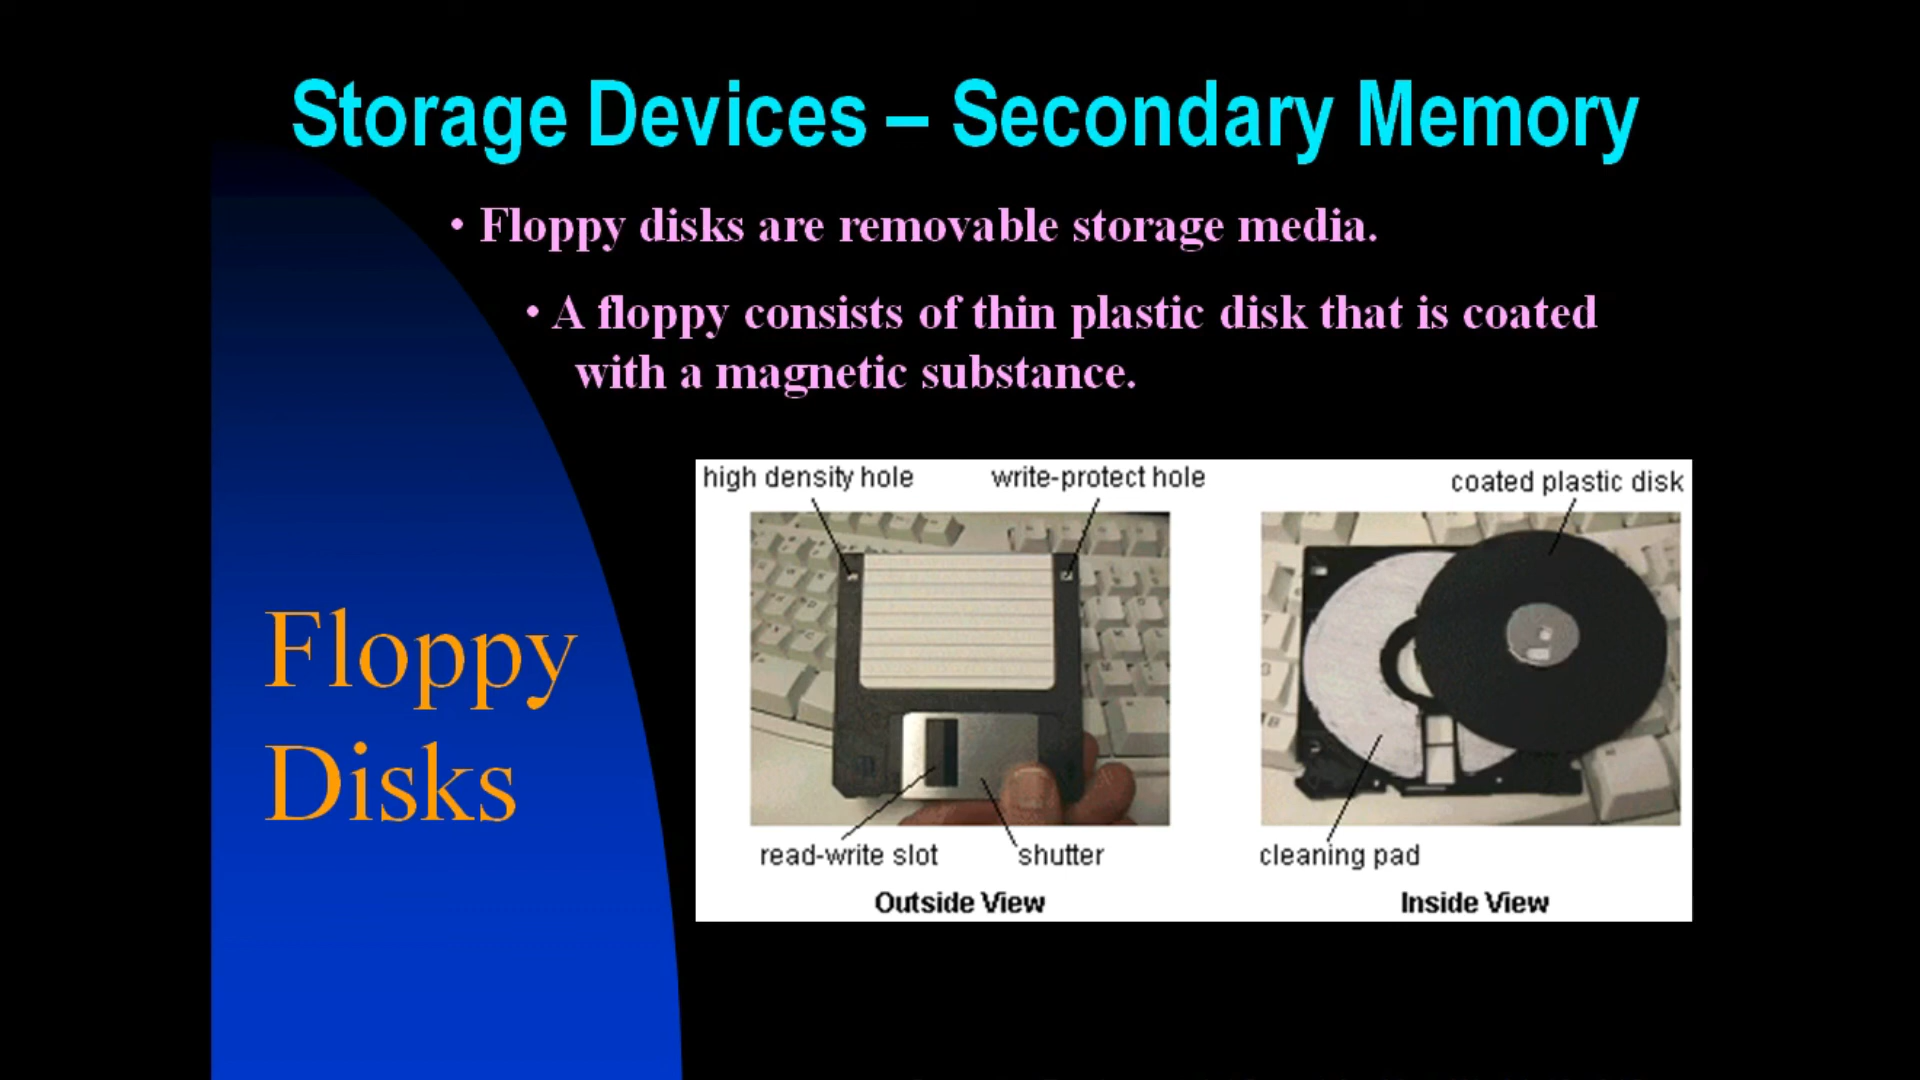 Storage Devices – Secondary Memory
• Floppy disks are removable storage media.
• A floppy consists of thin plastic disk that is coated
with a magnetic substance.
Floppy
Disks
high density hole
write-protect hole
coated plastic disk
read-write slot
shutter
cleaning pad
Outside View
Inside View